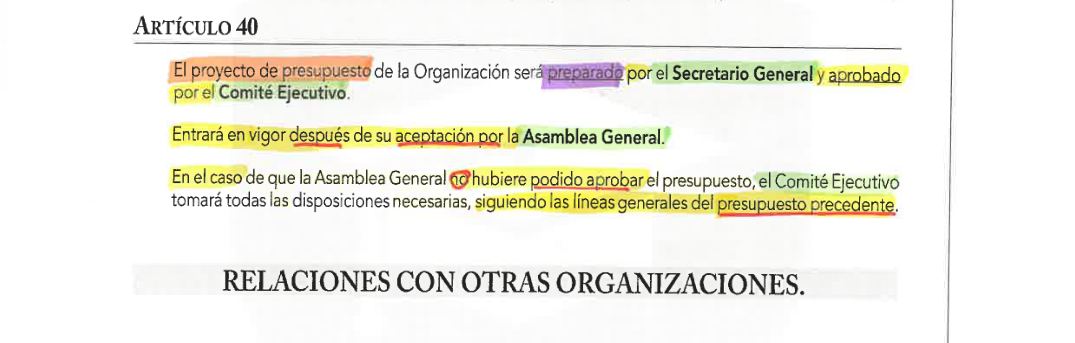 ARTÍCULO 40
El proyecto de presupuesto de la Organización será preparado por el Secretario General y aprobado
por el Comité Ejecutivo.
Entrará en vigor después de su aceptación por la Asamblea General.
En el caso de que la Asamblea General no hubiere podido aprobar el presupuesto, el Comité Ejecutivo
tomará todas las disposiciones necesarias, siguiendo las líneas generales del presupuesto precedente.
RELACIONES CON OTRAS ORGANIZACIONES.